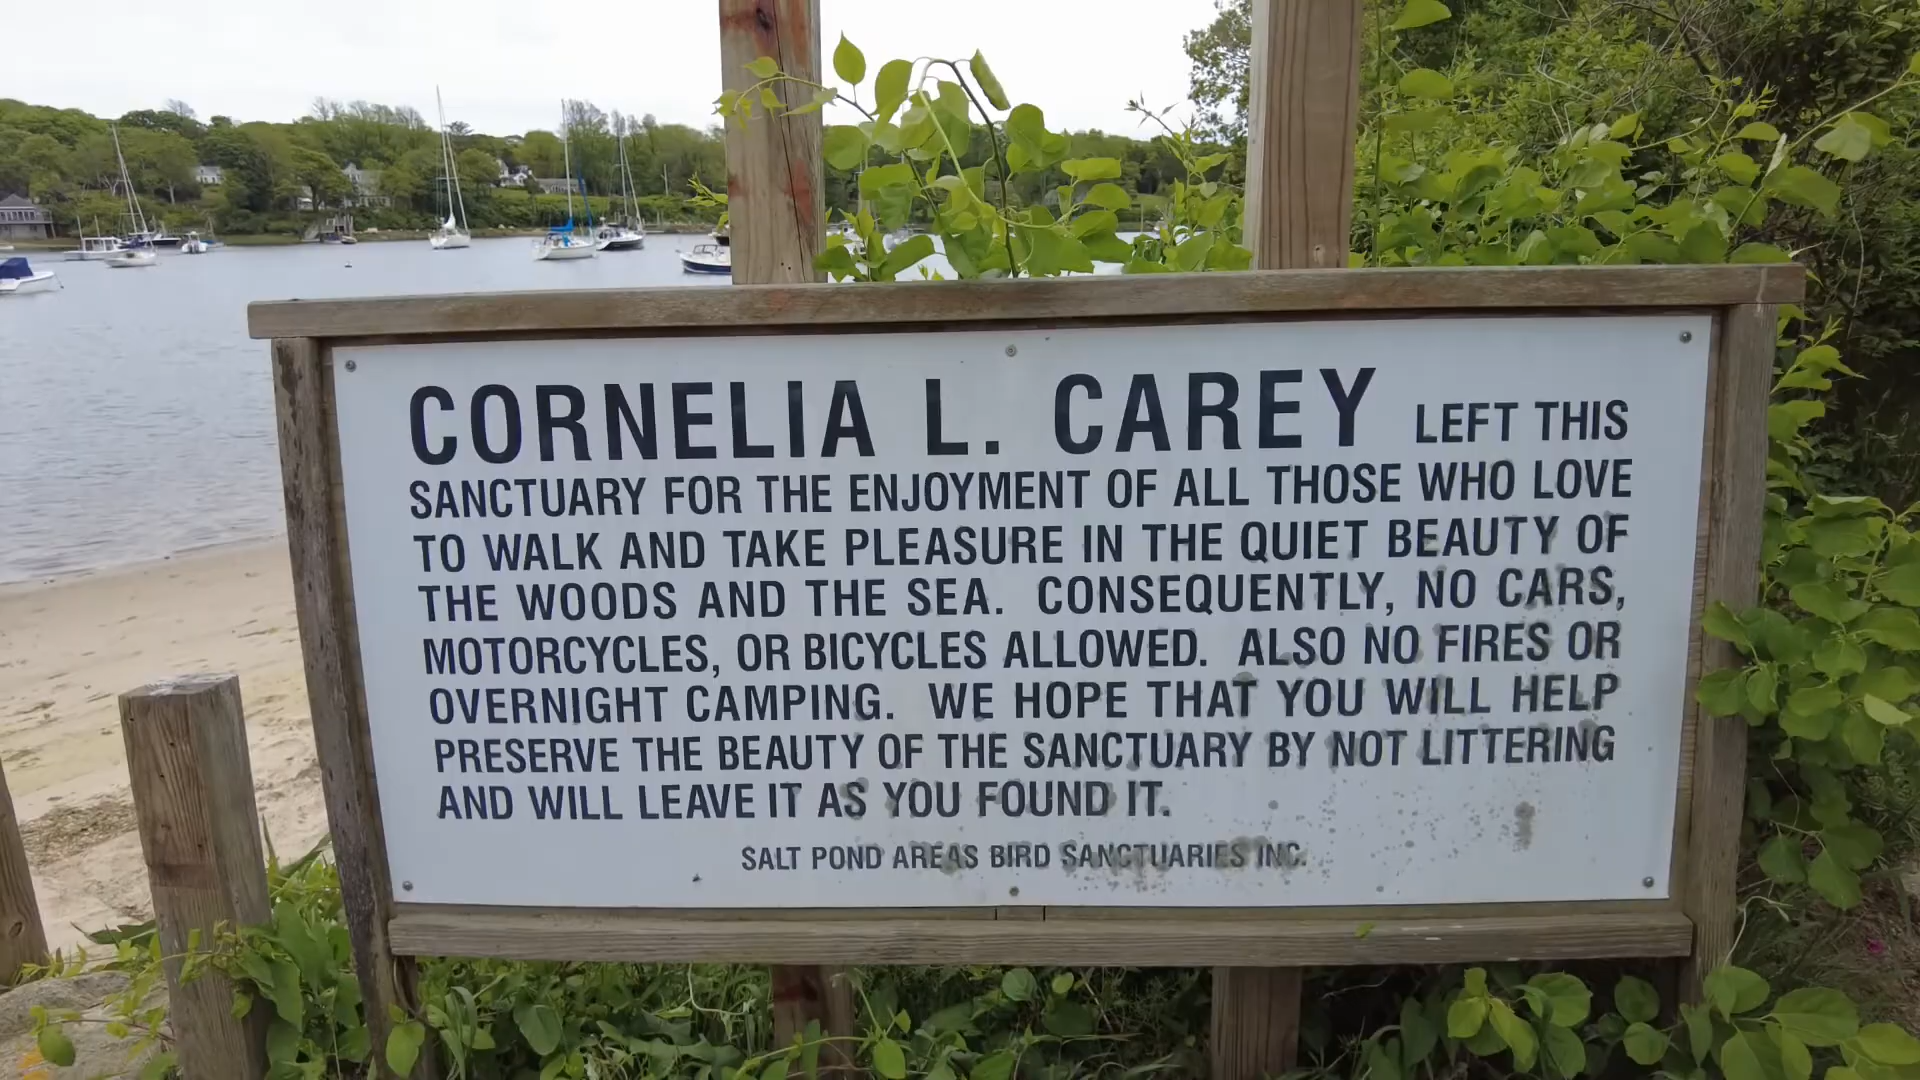 CORNELIA L. CAREY LEFT THIS
SANCTUARY FOR THE ENJOYMENT OF ALL THOSE WHO LOVE
TO WALK AND TAKE PLEASURE IN THE QUIET BEAUTY OF
THE WOODS AND THE SEA. CONSEQUENTLY, NO CARS,
MOTORCYCLES, OR BICYCLES ALLOWED. ALSO NO FIRES OR
OVERNIGHT CAMPING. WE HOPE THAT YOU WILL HELP
PRESERVE THE BEAUTY OF THE SANCTUARY BY NOT LITTERING
AND WILL LEAVE IT AS YOU FOUND IT.
SALT POND AREAS BIRD SANCTUARIES INC.